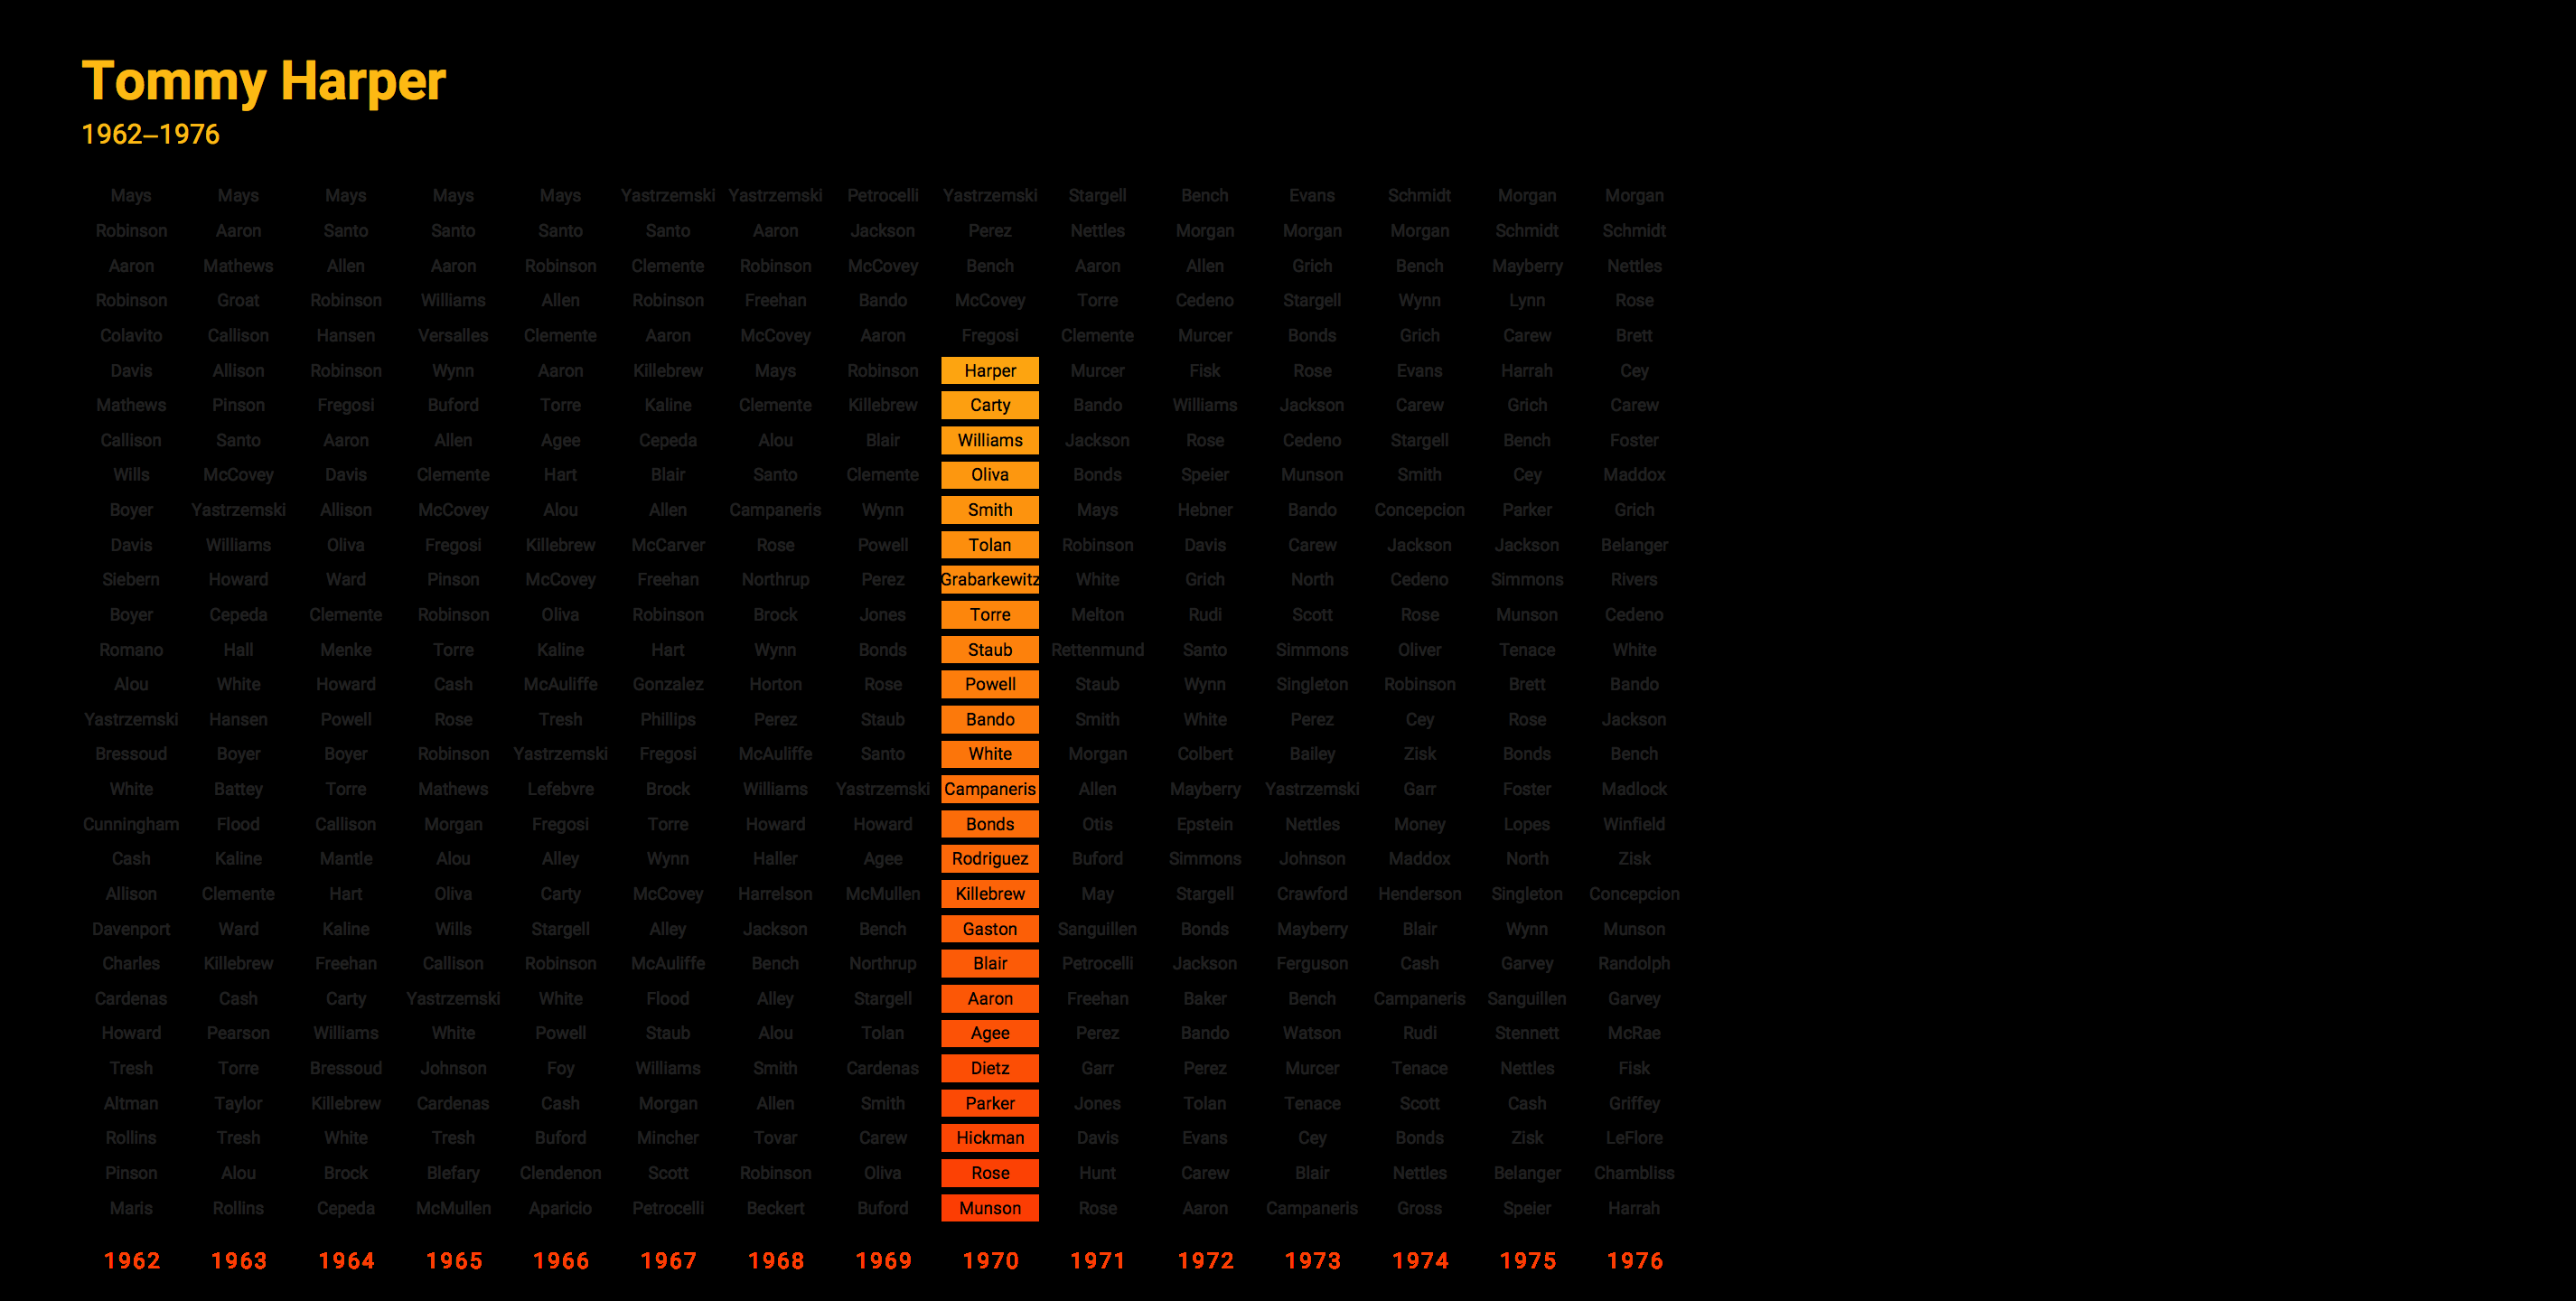 Tommy Harper
1962–1976
Mays Mays Mays Mays Mays Yastrzemski Yastrzemski Petrocelli Yastrzemski Stargell Bench Evans Schmidt Morgan Morgan
Robinson Aaron Santo Santo Santo Santo Aaron Jackson Perez Nettles Morgan Morgan Morgan Schmidt Schmidt
Aaron Mathews Allen Aaron Robinson Clemente Robinson McCovey Bench Aaron Allen Grich Bench Mayberry Nettles
Robinson Groat Robinson Williams Allen Robinson Freehan Bando McCovey Torre Cedeno Stargell Wynn Lynn Rose
Colavito Callison Hansen Versalles Clemente Aaron McCovey Aaron Fregosi Clemente Murcer Bonds Grich Carew Brett
Davis Allison Robinson Wynn Aaron Killebrew Mays Robinson Harper Murcer Fisk Rose Evans Harrah Cey
Mathews Pinson Fregosi Buford Torre Kaline Clemente Killebrew Carty Bando Williams Jackson Carew Grich Carew
Callison Santo Aaron Allen Agee Cepeda Alou Blair Williams Jackson Rose Cedeno Stargell Bench Foster
Wills McCovey Davis Clemente Hart Blair Santo Clemente Oliva Bonds Speier Munson Smith Cey Maddox
Boyer Yastrzemski Allison McCovey Alou Allen Campaneris Wynn Smith Mays Hebner Bando Concepcion Parker Grich
Davis Williams Oliva Fregosi Killebrew McCarver Rose Powell Tolan Robinson Davis Carew Jackson Jackson Belanger
Siebern Howard Ward Pinson McCovey Freehan Northrup Perez Grabarkewitz White Grich North Cedeno Simmons Rivers
Boyer Cepeda Clemente Robinson Oliva Robinson Brock Jones Torre Melton Rudi Scott Rose Munson Cedeno
Romano Hall Menke Torre Kaline Hart Wynn Bonds Staub Rettenmund Santo Simmons Oliver Tenace White
Alou White Howard Cash McAuliffe Gonzalez Horton Rose Powell Staub Wynn Singleton Robinson Brett Bando
Yastrzemski Hansen Powell Rose Tresh Phillips Perez Staub Bando Smith White Perez Cey Rose Jackson
Bressoud Boyer Boyer Robinson Yastrzemski Fregosi McAuliffe Santo White Morgan Colbert Bailey Zisk Bonds Bench
White Battey Torre Mathews Lefebvre Brock Williams Yastrzemski Campaneris Allen Mayberry Yastrzemski Garr Foster Madlock
Cunningham Flood Callison Morgan Fregosi Torre Howard Howard Bonds Otis Epstein Nettles Money Lopes Winfield
Cash Kaline Mantle Alou Alley Wynn Haller Agee Rodriguez Buford Simmons Johnson Maddox North Zisk
Allison Clemente Hart Oliva Carty McCovey Harrelson McMullen Killebrew May Stargell Crawford Henderson Singleton Concepcion
Davenport Ward Kaline Wills Stargell Alley Jackson Bench Gaston Sanguillen Bonds Mayberry Blair Wynn Munson
Charles Killebrew Freehan Callison Robinson McAuliffe Bench Northrup Blair Petrocelli Jackson Ferguson Cash Garvey Randolph
Cardenas Cash Carty Yastrzemski White Flood Alley Stargell Aaron Freehan Baker Bench Campaneris Sanguillen Garvey
Howard Pearson Williams White Powell Staub Alou Tolan Agee Perez Bando Watson Rudi Stennett McRae
Tresh Torre Bressoud Johnson Foy Williams Smith Cardenas Dietz Garr Perez Murcer Tenace Nettles Fisk
Altman Taylor Killebrew Cardenas Cash Morgan Allen Smith Parker Jones Tolan Tenace Scott Cash Griffey
Rollins Tresh White Tresh Buford Mincher Tovar Carew Hickman Davis Evans Cey Bonds Zisk LeFlore
Pinson Alou Brock Blefary Clendenon Scott Robinson Oliva Rose Hunt Carew Blair Nettles Belanger Chambliss
Maris Rollins Cepeda McMullen Aparicio Petrocelli Beckert Buford Munson Rose Aaron Campaneris Gross Speier Harrah
1962 1963 1964 1965 1966 1967 1968 1969 1970 1971 1972 1973 1974 1975 1976